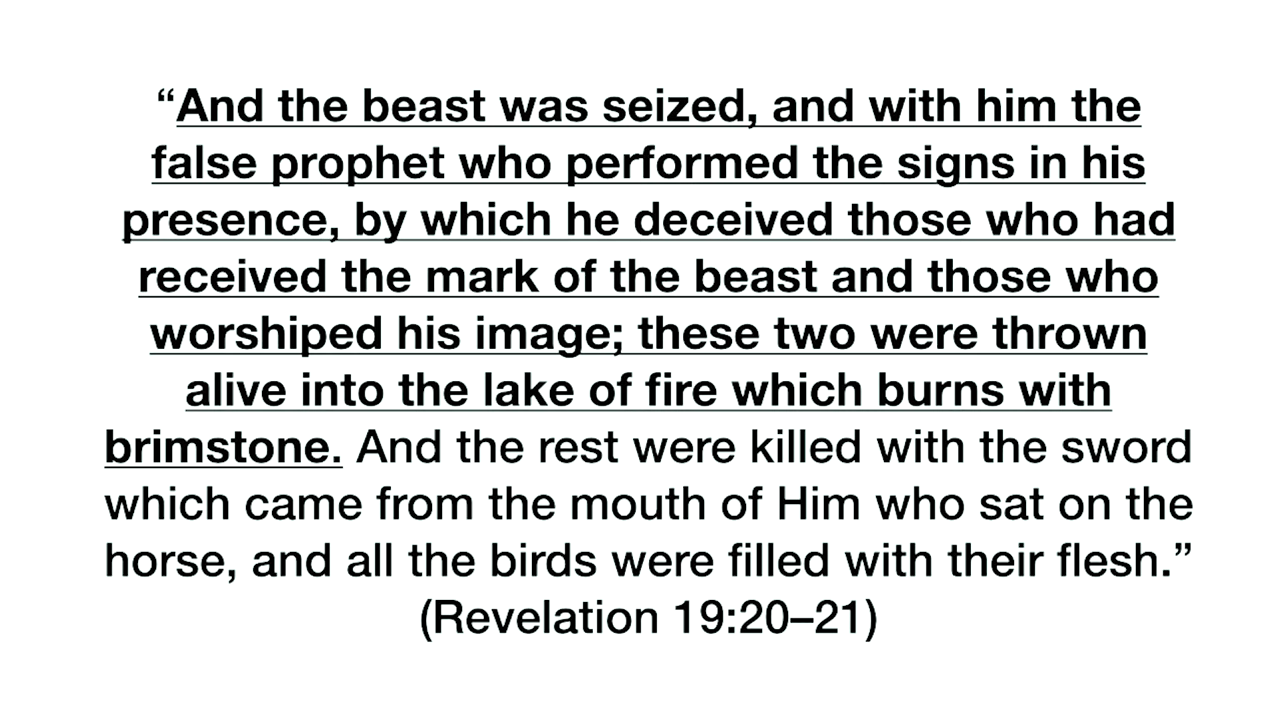 “And the beast was seized, and with him the
false prophet who performed the signs in his
presence, by which he deceived those who had
received the mark of the beast and those who
worshiped his image; these two were thrown
alive into the lake of fire which burns with
brimstone. And the rest were killed with the sword
which came from the mouth of Him who sat on the
horse, and all the birds were filled with their flesh.”
(Revelation 19:20–21)